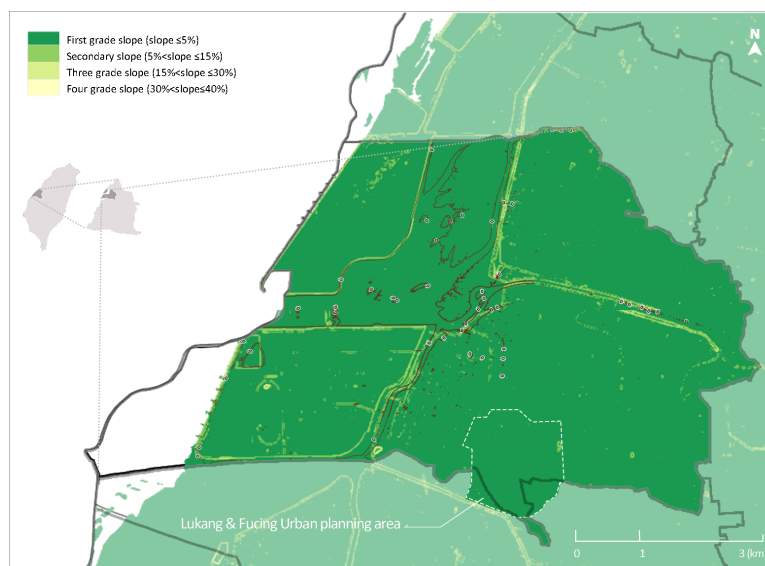 First grade slope (slope ≤5%)
Secondary slope (5%<slope ≤15%)
Three grade slope (15%<slope ≤30%)
Four grade slope (30%<slope≤40%)
N
Lukang & Fucing Urban planning area
0 1 3 (km